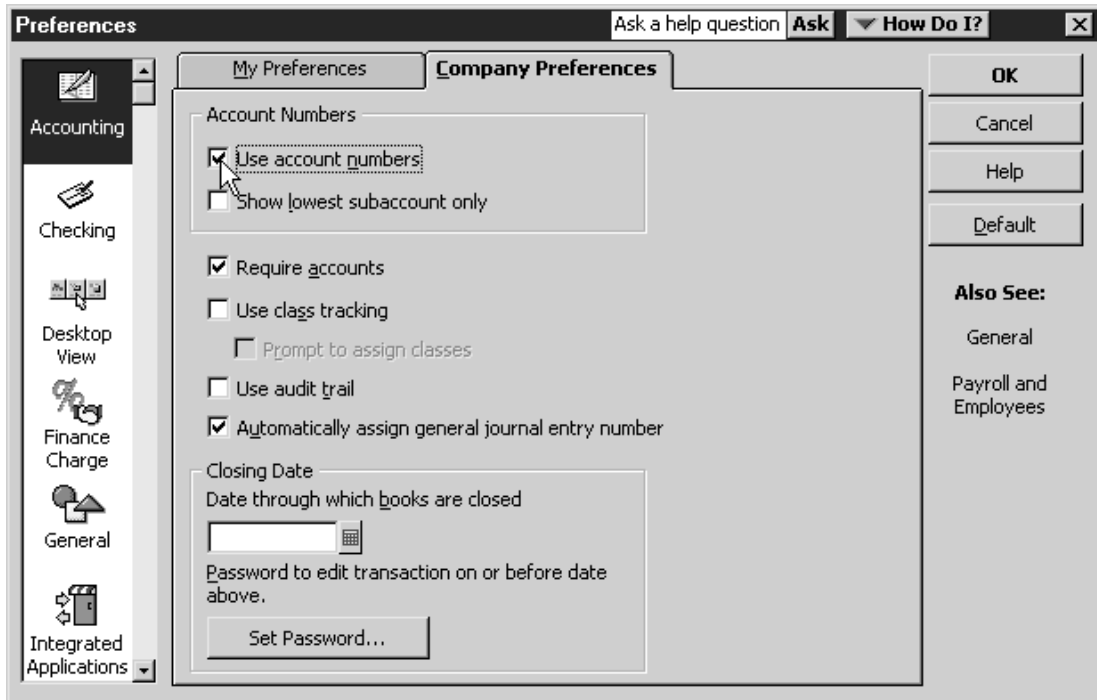 Preferences
Ask a help question
Ask
How Do I?
Accounting
Checking
Desktop
View
Finance
Charge
General
Integrated
Applications
My Preferences
Company Preferences
Account Numbers
Use account numbers
Show lowest subaccount only
Require accounts
Use class tracking
Prompt to assign classes
Use audit trail
Automatically assign general journal entry number
Closing Date
Date through which books are closed
Password to edit transaction on or before date
above.
Set Password...
OK
Cancel
Help
Default
Also See:
General
Payroll and
Employees